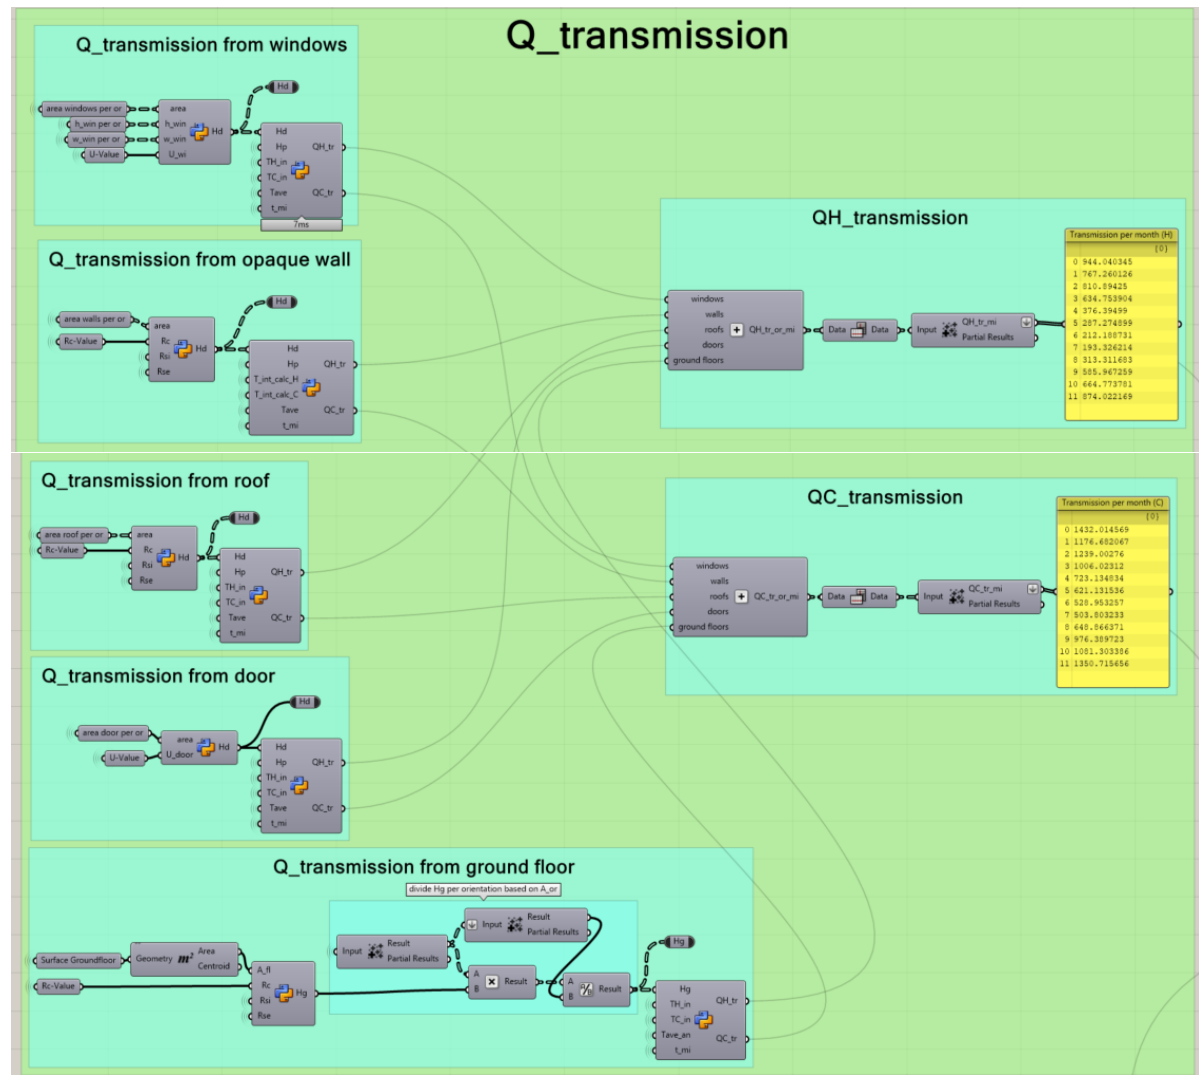 Q_transmission
Q_transmission from windows
Hd
area windows per or
h_win per or
w_win per or
U-Value
area
h_win
w_win
U_wi
Hd
Hd
Hp
TH_in
TC_in
Tave
t_mi
QH_tr
QC_tr
7ms
Q_transmission from opaque wall
Hd
area walls per or
Rc-Value
area
Rc
Rsi
Rse
Hd
Hd
Hp
T_int_calc_H
T_int_calc_C
Tave
t_mi
QH_tr
QC_tr
QH_transmission
windows
walls
roofs
doors
ground floors
QH_tr_or_mi
Data Data
Input
QH_tr_mi
Partial Results
Transmission per month (H)
{0}
0 944.040345
1 767.260126
2 810.89425
3 634.753904
4 376.39499
5 287.274899
6 212.188731
7 193.326214
8 313.311683
9 585.967259
10 664.773781
11 874.022169
Q_transmission from roof
Hd
area roof per or
Rc-Value
area
Rc
Rsi
Rse
Hd
Hd
Hp
TH_in
TC_in
Tave
t_mi
QH_tr
QC_tr
QC_transmission
windows
walls
roofs
doors
ground floors
QC_tr_or_mi
Data Data
Input
QC_tr_mi
Partial Results
Transmission per month (C)
{0}
0 1432.014569
1 1176.682067
2 1239.00276
3 1006.02312
4 723.134034
5 621.131536
6 520.953257
7 503.803233
8 648.866371
9 976.389723
10 1081.303386
11 1350.715656
Q_transmission from door
Hd
area door per or
U-Value
area
U_door
Hd
Hd
Hp
TH_in
TC_in
Tave
t_mi
QH_tr
QC_tr
Q_transmission from ground floor
divide Hg per orientation based on A_or
Surface Groundfloor
Rc-Value
Geometry
m²
Area
Centroid
A_fl
Rc
Rsi
Rse
Hg
Input
Result
Partial Results
Input
Result
Partial Results
A
B
Result
A
B
Result
Hg
Hg
TH_in
TC_in
Tave_an
t_mi
QH_tr
QC_tr